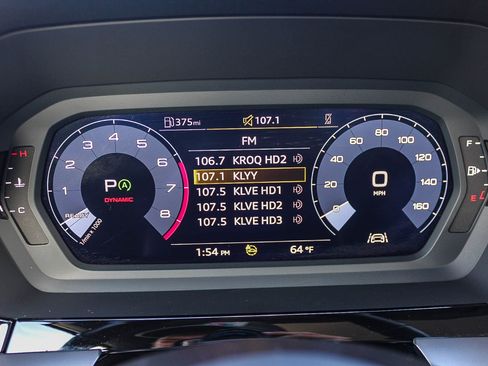 375mi
107.1
FM
106.7 KROQ HD2
107.1 KLYY
107.5 KLVE HD1
107.5 KLVE HD2
107.5 KLVE HD3
1:54 PM
64 °F
1 2 3 4 5 6 7 8
READY
1/min x 1000
P A
DYNAMIC
0 20 40 60 80 100 120 140 160
0
MPH
H
C
F
E